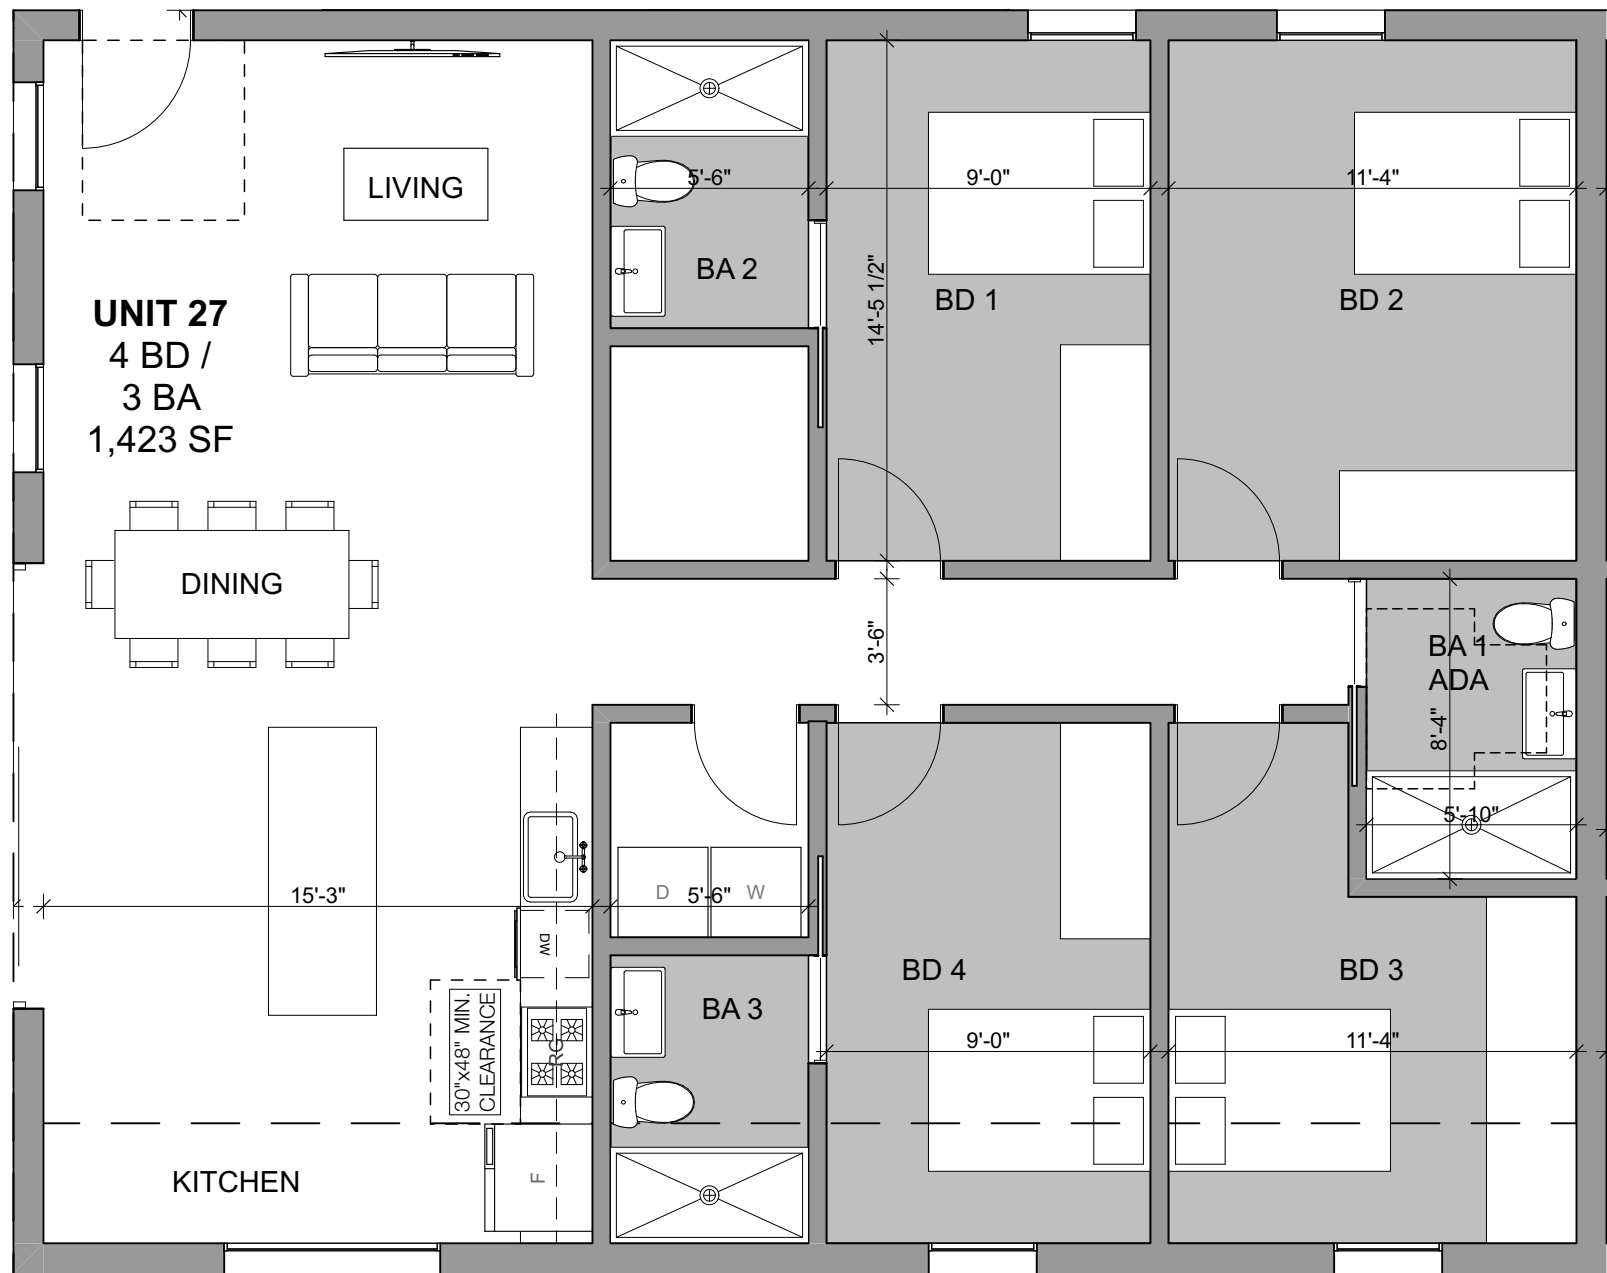 LIVING
5'-6"
9'-0"
11'-4"
BA 2
14'-5 1/2"
BD 1
BD 2
UNIT 27
4 BD /
3 BA
1,423 SF
DINING
3'-6"
BA 1
ADA
8'-4"
5'-10"
15'-3"
D
5'-6"
W
DW
BD 4
BD 3
30"x48" MIN.
CLEARANCE
RG
BA 3
9'-0"
11'-4"
KITCHEN
F